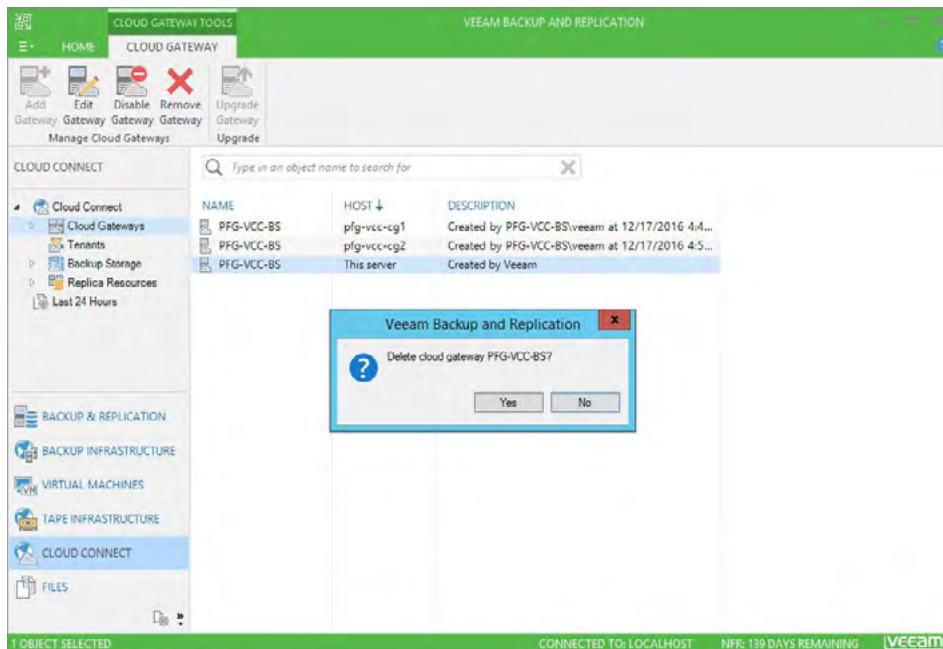 CLOUD GATEWAY TOOLS
VEEAM BACKUP AND REPLICATION
HOME
CLOUD GATEWAY
Add Gateway
Edit Gateway
Disable Gateway
Remove Gateway
Upgrade Gateway
Manage Cloud Gateways
Upgrade
CLOUD CONNECT
Type in an object name to search for
Cloud Connect
Cloud Gateways
Tenants
Backup Storage
Replica Resources
Last 24 Hours
NAME HOST DESCRIPTION
PFG-VCC-BS pfg-vcc-cg1 Created by PFG-VCC-BS\veeam at 12/17/2016 4:4...
PFG-VCC-BS pfg-vcc-cg2 Created by PFG-VCC-BS\veeam at 12/17/2016 4:5...
PFG-VCC-BS This server Created by Veeam
Veeam Backup and Replication
x
Delete cloud gateway PFG-VCC-BS?
Yes
No
BACKUP & REPLICATION
BACKUP INFRASTRUCTURE
VIRTUAL MACHINES
TAPE INFRASTRUCTURE
CLOUD CONNECT
FILES
1 OBJECT SELECTED
CONNECTED TO: LOCALHOST
NFR: 139 DAYS REMAINING
veeam